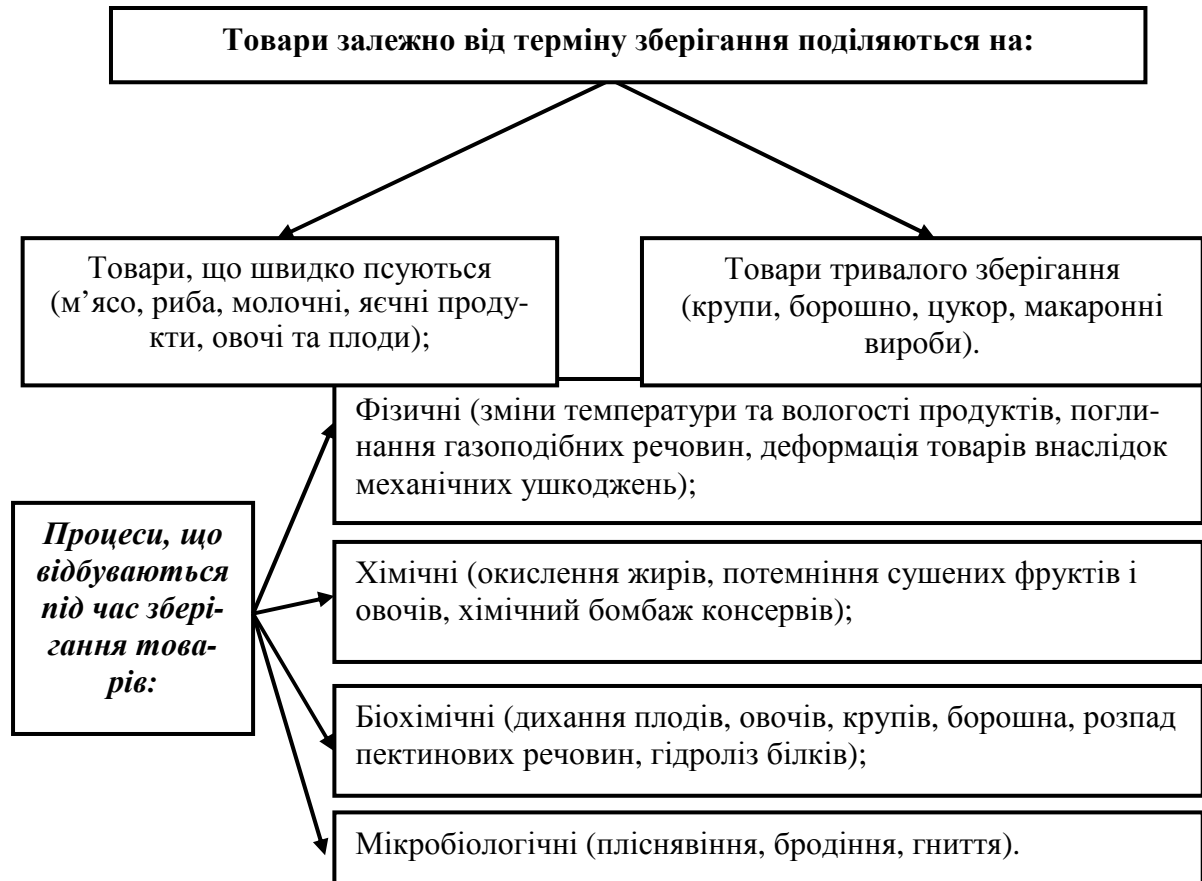 Товари залежно від терміну зберігання поділяються на:
Товари, що швидко псуються
(м’ясо, риба, молочні, яєчні проду-
кти, овочі та плоди);
Товари тривалого зберігання
(крупи, борошно, цукор, макаронні
вироби).
Процеси, що
відбуваються
під час збері-
гання това-
рів:
Фізичні (зміни температури та вологості продуктів, погли-
нання газоподібних речовин, деформація товарів внаслідок
механічних ушкоджень);
Хімічні (окислення жирів, потемніння сушених фруктів і
овочів, хімічний бомбаж консервів);
Біохімічні (дихання плодів, овочів, крупів, борошна, розпад
пектинових речовин, гідроліз білків);
Мікробіологічні (пліснявіння, бродіння, гниття).